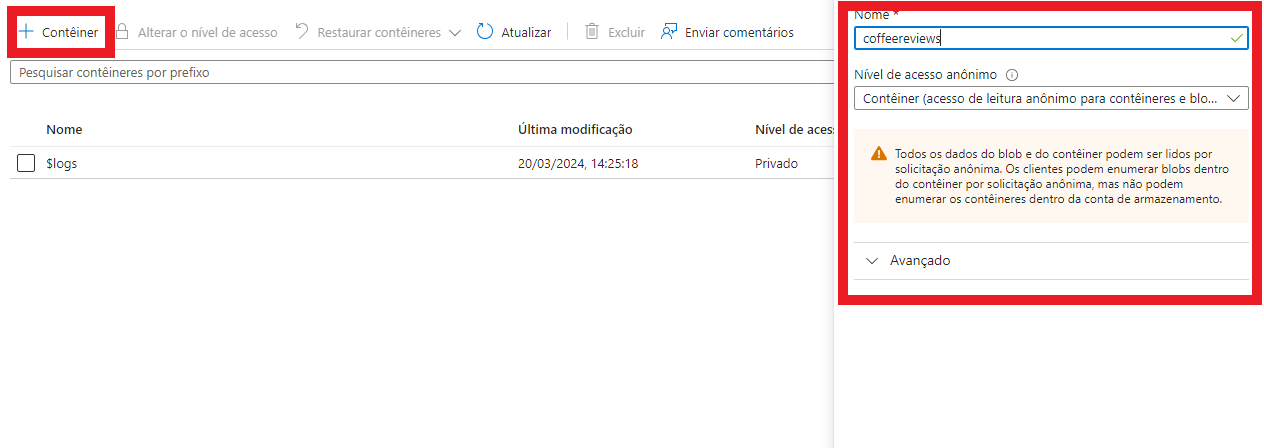 + Contêiner Alterar o nível de acesso Restaurar contêineres Atualizar Excluir Enviar comentários
Pesquisar contêineres por prefixo
Nome Última modificação Nível de aces
$logs 20/03/2024, 14:25:18 Privado
Nome *
coffeereviews
Nível de acesso anônimo
Contêiner (acesso de leitura anônimo para contêineres e blo...
Todos os dados do blob e do contêiner podem ser lidos por
solicitação anônima. Os clientes podem enumerar blobs dentro
do contêiner por solicitação anônima, mas não podem
enumerar os contêineres dentro da conta de armazenamento.
Avançado